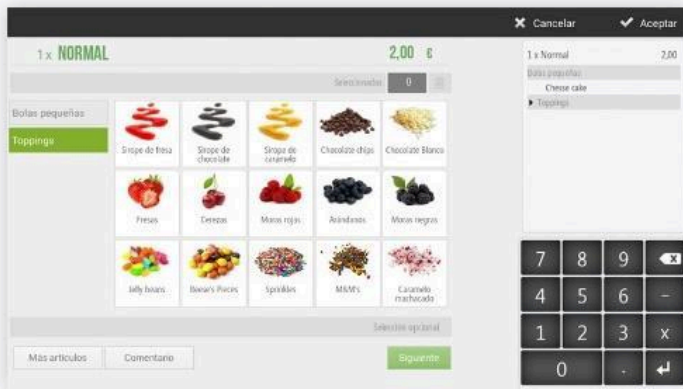 Cancelar
Aceptar
1 x NORMAL
2,00 €
Seleccionados 0
Bolas pequeñas
Toppings
Sirope de fresa
Sirope de chocolate
Sirope de caramelo
Chocolate chips
Chocolate Blanco
Fresas
Cerezas
Moras rojas
Arándanos
Moras negras
Jelly beans
Reese's Pieces
Sprinkles
M&M's
Caramelo machacado
Selección opcional
Más artículos
Comentario
Siguiente
1 x Normal 2,00
Bolas pequeñas
Chesse cake
Toppings
7 8 9
4 5 6 -
1 2 3 x
0 .